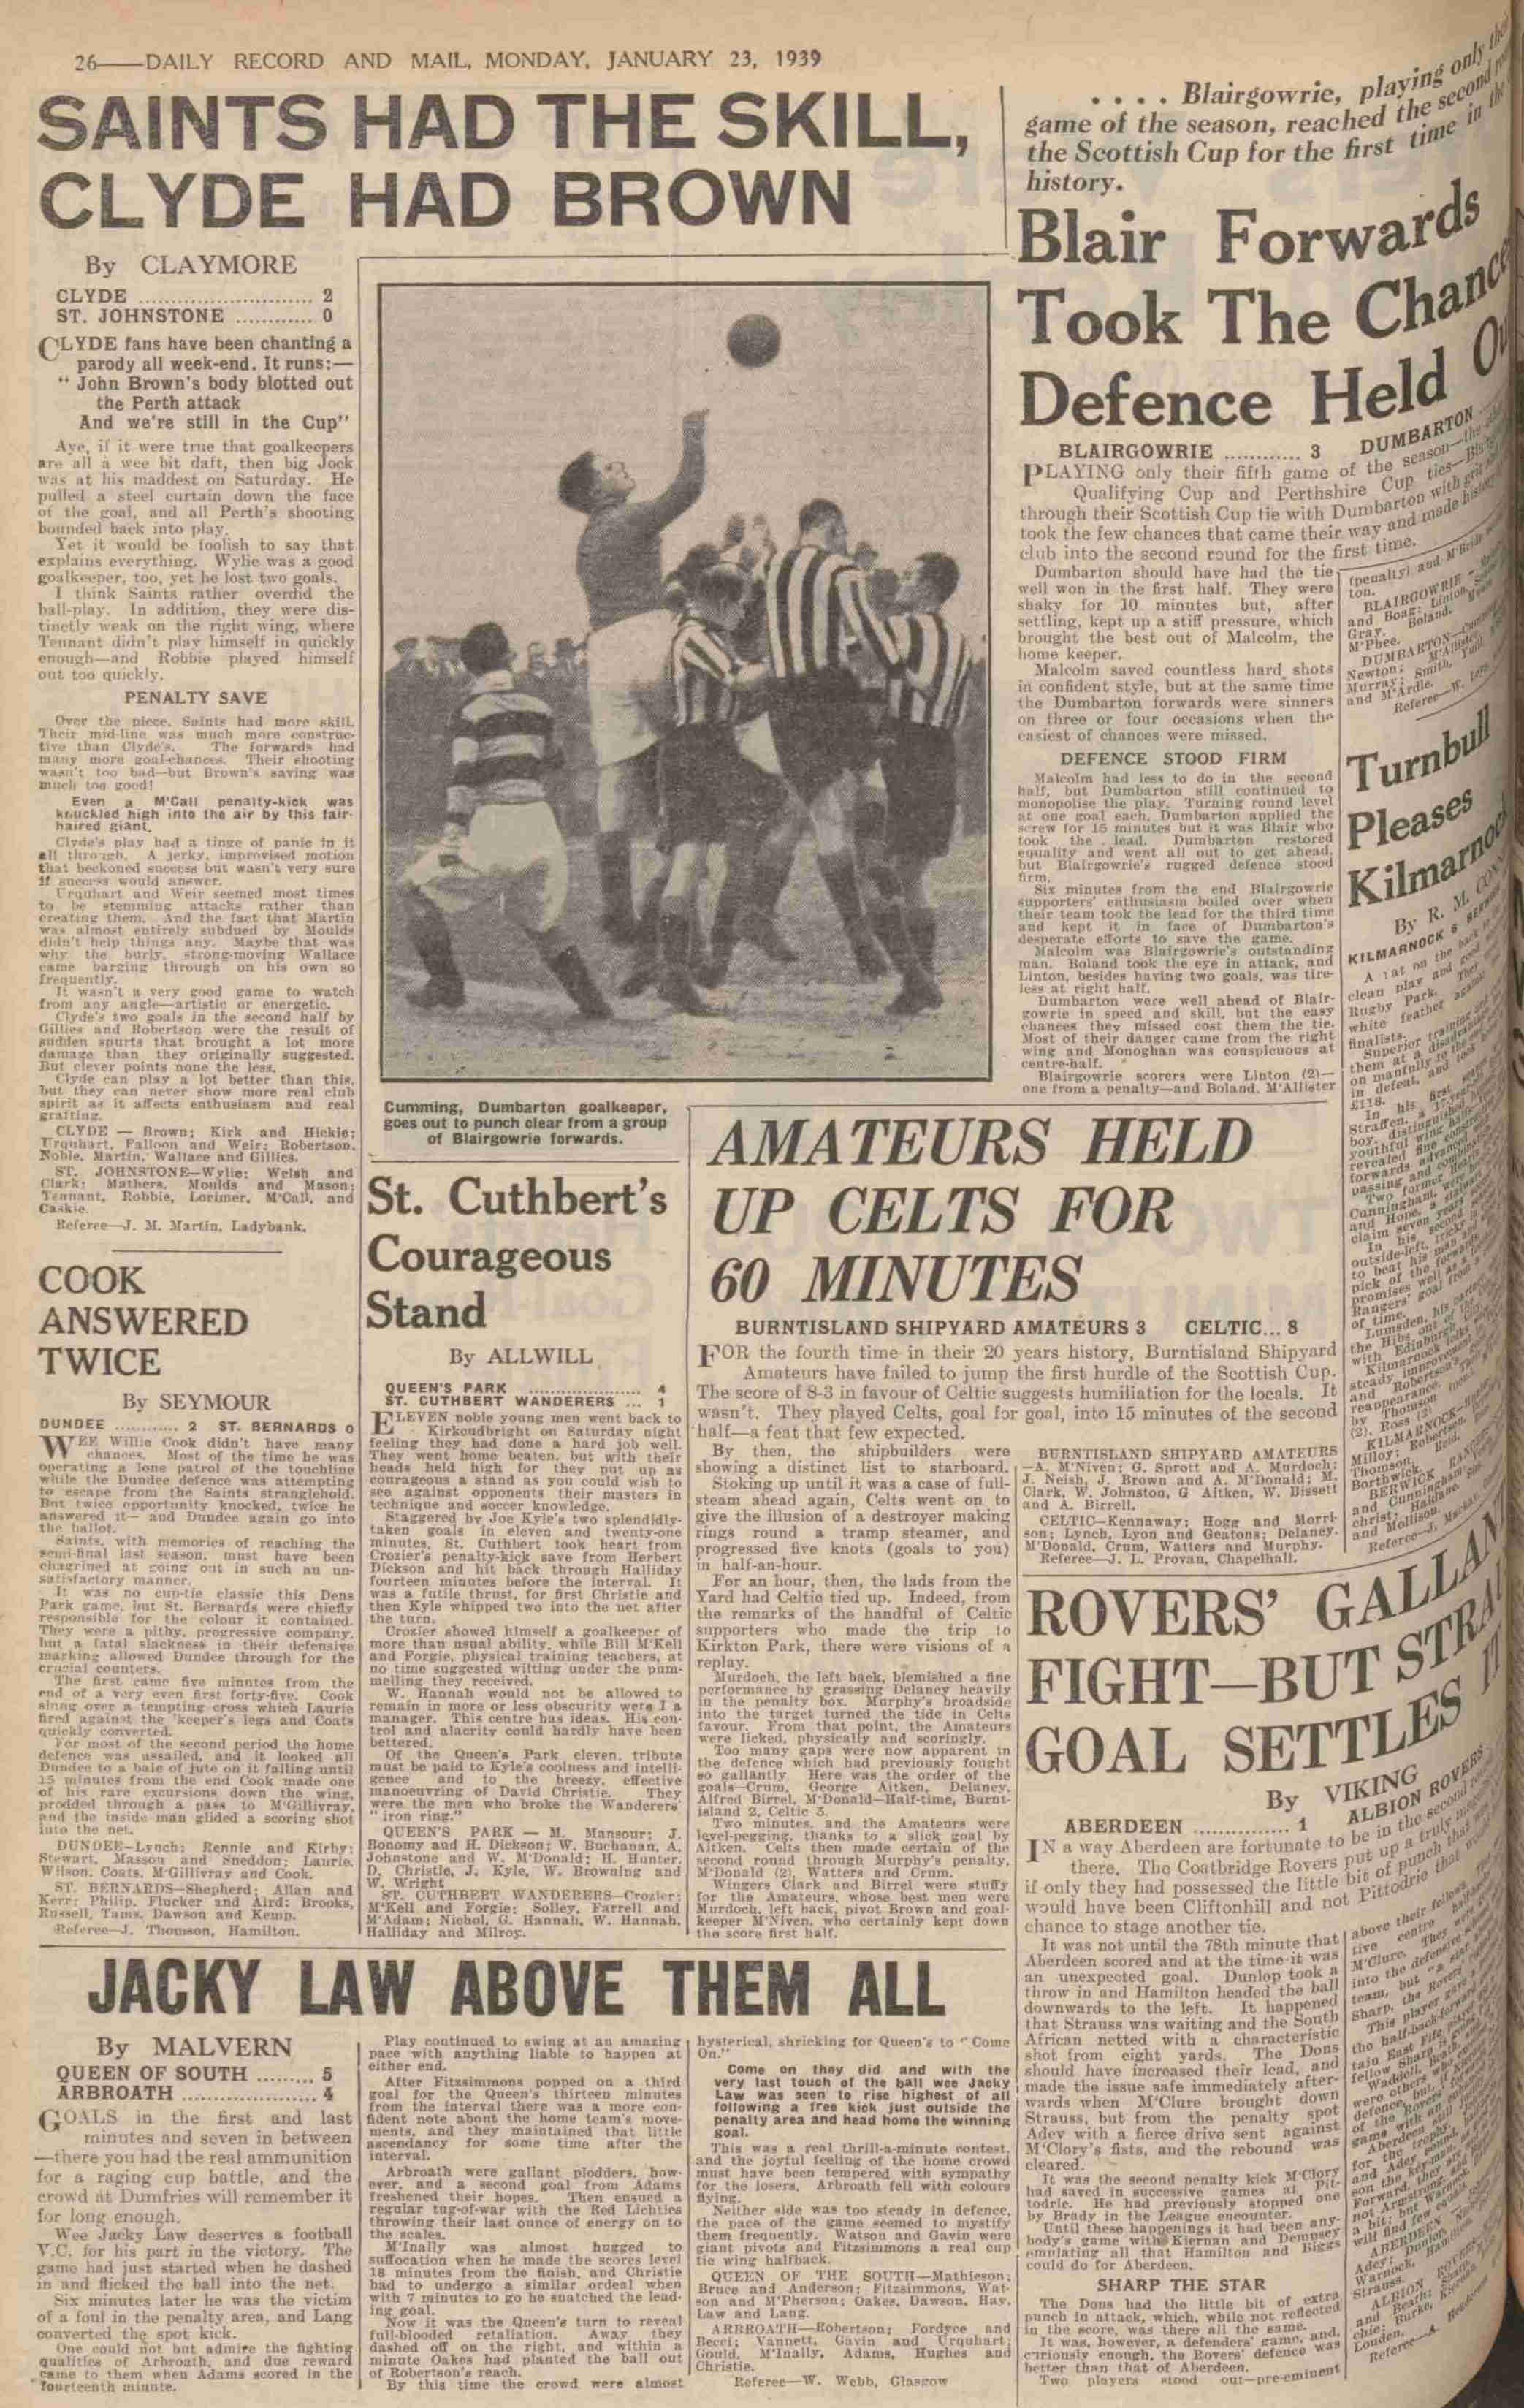 26——DAILY RECORD AND MAIL, MONDAY, JANUARY 23, 1939
SAINTS HAD THE SKILL,
CLYDE HAD BROWN
By CLAYMORE
CLYDE ........................... 2
ST. JOHNSTONE ............ 0
CLYDE fans have been chanting a
parody all week-end. It runs:—
" John Brown's body blotted out
the Perth attack
And we're still in the Cup"
Aye, if it were true that goalkeepers
are all a wee bit daft, then big Jock
was at his maddest on Saturday. He
pulled a steel curtain down the face
of the goal, and all Perth's shooting
bounded back into play.
Yet it would be foolish to say that
explains everything. Wylie was a good
goalkeeper, too, yet he lost two goals.
I think Saints rather overdid the
ball-play. In addition, they were dis-
tinctly weak on the right wing, where
Tennant didn't play himself in quickly
enough—and Robbie played himself
out too quickly.
PENALTY SAVE
Over the piece, Saints had more skill.
Their mid-line was much more construc-
tive than Clyde's. The forwards had
many more goal-chances. Their shooting
wasn't too bad—but Brown's saving was
much too good!
Even a M'Call penalty-kick was
knuckled high into the air by this fair-
haired giant.
Clyde's play had a tinge of panic in it
all through. A jerky, improvised motion
that beckoned success but wasn't very sure
if success would answer.
Urquhart and Weir seemed most times
to be stemming attacks rather than
creating them. And the fact that Martin
was almost entirely subdued by Moulds
didn't help things any. Maybe that was
why the burly, strong-moving Wallace
came barging through on his own so
frequently.
It wasn't a very good game to watch
from any angle—artistic or energetic.
Clyde's two goals in the second half by
Gillies and Robertson were the result of
sudden spurts that brought a lot more
damage than they originally suggested.
But clever points none the less.
Clyde can play a lot better than this,
but they can never show more real club
spirit as it affects enthusiasm and real
grafting.
CLYDE — Brown; Kirk and Hickie;
Urquhart, Falloon and Weir; Robertson,
Noble, Martin, Wallace and Gillies.
ST. JOHNSTONE—Wylie; Welsh and
Clark; Mathers, Moulds and Mason;
Tennant, Robbie, Lorimer, M'Call, and
Caskie.
Referee—J. M. Martin, Ladybank.
COOK
ANSWERED
TWICE
By SEYMOUR
DUNDEE ............ 2 ST. BERNARDS 0
WEE Willie Cook didn't have many
chances. Most of the time he was
operating a lone patrol of the touchline
while the Dundee defence was attempting
to escape from the Saints stranglehold.
But twice opportunity knocked, twice he
answered it— and Dundee again go into
the ballot.
Saints, with memories of reaching the
semi-final last season, must have been
chagrined at going out in such an un-
satisfactory manner.
It was no cup-tie classic this Dens
Park game, but St. Bernards were chiefly
responsible for the colour it contained.
They were a pithy, progressive company,
but a fatal slackness in their defensive
marking allowed Dundee through for the
crucial counters.
The first came five minutes from the
end of a very even first forty-five. Cook
slung over a tempting cross which Laurie
fired against the 'keeper's legs and Coats
quickly converted.
For most of the second period the home
defence was assailed, and it looked all
Dundee to a bale of jute on it falling until
15 minutes from the end Cook made one
of his rare excursions down the wing,
prodded through a pass to M'Gillivray,
and the inside man glided a scoring shot
into the net.
DUNDEE—Lynch; Rennie and Kirby;
Stewart, Masson and Sneddon; Laurie,
Wilson, Coats, M'Gillivray and Cook.
ST. BERNARDS—Shepherd; Allan and
Kerr; Philip, Flucker and Aird; Brooks,
Russell, Tams, Dawson and Kemp.
Referee—J. Thomson, Hamilton.
Cumming, Dumbarton goalkeeper,
goes out to punch clear from a group
of Blairgowrie forwards.
St. Cuthbert's
Courageous
Stand
By ALLWILL
QUEEN'S PARK ..................... 4
ST. CUTHBERT WANDERERS ... 1
ELEVEN noble young men went back to
Kirkcudbright on Saturday night
feeling they had done a hard job well.
They went home beaten, but with their
heads held high for they put up as
courageous a stand as you could wish to
see against opponents their masters in
technique and soccer knowledge.
Staggered by Joe Kyle's two splendidly-
taken goals in eleven and twenty-one
minutes, St. Cuthbert took heart from
Crozier's penalty-kick save from Herbert
Dickson and hit back through Halliday
fourteen minutes before the interval. It
was a futile thrust, for first Christie and
then Kyle whipped two into the net after
the turn.
Crozier showed himself a goalkeeper of
more than usual ability, while Bill M'Kell
and Forgie, physical training teachers, at
no time suggested wilting under the pum-
melling they received.
W. Hannah would not be allowed to
remain in more or less obscurity were I a
manager. This centre has ideas. His con-
trol and alacrity could hardly have been
bettered.
Of the Queen's Park eleven, tribute
must be paid to Kyle's coolness and intelli-
gence and to the breezy, effective
manoeuvring of David Christie. They
were the men who broke the Wanderers'
" iron ring."
QUEEN'S PARK — M. Mansour; J.
Bonomy and H. Dickson; W. Buchanan, A.
Johnstone and W. M'Donald; H. Hunter,
D. Christie, J. Kyle, W. Browning and
W. Wright
ST. CUTHBERT WANDERERS—Crozier;
M'Kell and Forgie; Solley, Farrell and
M'Adam; Nichol, G. Hannah, W. Hannah,
Halliday and Milroy.
AMATEURS HELD
UP CELTS FOR
60 MINUTES
BURNTISLAND SHIPYARD AMATEURS 3 CELTIC... 8
FOR the fourth time in their 20 years history, Burntisland Shipyard
Amateurs have failed to jump the first hurdle of the Scottish Cup.
The score of 8-3 in favour of Celtic suggests humiliation for the locals. It
wasn't. They played Celts, goal for goal, into 15 minutes of the second
half—a feat that few expected.
By then, the shipbuilders were
showing a distinct list to starboard.
Stoking up until it was a case of full-
steam ahead again, Celts went on to
give the illusion of a destroyer making
rings round a tramp steamer, and
progressed five knots (goals to you)
in half-an-hour.
For an hour, then, the lads from the
Yard had Celtic tied up. Indeed, from
the remarks of the handful of Celtic
supporters who made the trip to
Kirkton Park, there were visions of a
replay.
Murdoch, the left back, blemished a fine
performance by grassing Delaney heavily
in the penalty box. Murphy's broadside
into the target turned the tide in Celts
favour. From that point, the Amateurs
were licked, physically and scoringly.
Too many gaps were now apparent in
the defence which had previously fought
so gallantly Here was the order of the
goals—Crum, George Aitken, Delaney,
Alfred Birrel, M'Donald—Half-time, Burnt-
island 2, Celtic 3.
Two minutes, and the Amateurs were
level-pegging, thanks to a slick goal by
Aitken. Celts then made certain of the
second round through Murphy's penalty,
M'Donald (2), Watters and Crum.
Wingers Clark and Birrel were stuffy
for the Amateurs, whose best men were
Murdoch, left back, pivot Brown and goal-
keeper M'Niven, who certainly kept down
the score first half.
BURNTISLAND SHIPYARD AMATEURS
—A. M'Niven; G. Sprott and A. Murdoch;
J. Neish, J. Brown and A. M'Donald; M.
Clark, W. Johnston, G Aitken, W. Bissett
and A. Birrell.
CELTIC—Kennaway; Hogg and Morri-
son; Lynch, Lyon and Geatons; Delaney,
M'Donald, Crum, Watters and Murphy.
Referee—J. L. Provan, Chapelhall.
. . . . Blairgowrie, playing only
game of the season, reached the second
the Scottish Cup for the first time in the
history.
Blair Forwards
Took The
Defence Held
BLAIRGOWRIE ............ 3 DUMBARTON
PLAYING only their fifth game of the season—the
Qualifying Cup and Perthshire Cup ties—
through their Scottish Cup tie with Dumbarton with
took the few chances that came their way and made
club into the second round for the first time.
Dumbarton should have had the tie
well won in the first half. They were
shaky for 10 minutes but, after
settling, kept up a stiff pressure, which
brought the best out of Malcolm, the
home keeper.
Malcolm saved countless hard shots
in confident style, but at the same time
the Dumbarton forwards were sinners
on three or four occasions when the
easiest of chances were missed.
DEFENCE STOOD FIRM
Malcolm had less to do in the second
half, but Dumbarton still continued to
monopolise the play. Turning round level
at one goal each, Dumbarton applied the
screw for 15 minutes but it was Blair who
took the lead. Dumbarton restored
equality and went all out to get ahead,
but Blairgowrie's rugged defence stood
firm.
Six minutes from the end Blairgowrie
supporters' enthusiasm boiled over when
their team took the lead for the third time
and kept it in face of Dumbarton's
desperate efforts to save the game.
Malcolm was Blairgowrie's outstanding
man. Boland took the eye in attack, and
Linton, besides having two goals, was tire-
less at right half.
Dumbarton were well ahead of Blair-
gowrie in speed and skill, but the easy
chances they missed cost them the tie.
Most of their danger came from the right
wing and Monoghan was conspicuous at
centre-half.
Blairgowrie scorers were Linton (2)—
one from a penalty—and Boland. M'Allister
(penalty) and
ton.
BLAIRGOWRIE
and Boag; Linton,
Gray, Boland,
M'Phee.
DUMBARTON—
Newton;
Murray; Smith,
and M'Ardle.
Referee—W.
Turnbull
Pleases
By R. M.
KILMARNOCK 6
clean play and good
Rugby Park. They
white feather against
finalists.
Superior training
them at a
on manfully to the
in defeat, and took
£118.
In his first
ROVERS'
FIGHT—BUT
GOAL SETTLES
By VIKING
ABERDEEN ............... 1 ALBION ROVERS
IN a way Aberdeen are fortunate to be in the second
there. The Coatbridge Rovers put up a truly
if only they had possessed the little bit of punch that
would have been Cliftonhill and not Pittodrie that
chance to stage another tie.
It was not until the 78th minute that
Aberdeen scored and at the time it was
an unexpected goal. Dunlop took a
throw in and Hamilton headed the ball
downwards to the left. It happened
that Strauss was waiting and the South
African netted with a characteristic
shot from eight yards. The Dons
should have increased their lead, and
made the issue safe immediately after-
wards when M'Clure brought down
Strauss, but from the penalty spot
Adey with a fierce drive sent against
M'Clory's fists, and the rebound was
cleared.
It was the second penalty kick M'Clory
had saved in successive games at Pit-
todrie. He had previously stopped one
by Brady in the League encounter.
Until these happenings it had been any-
body's game with Kiernan and Dempsey
emulating all that Hamilton and Biggs
could do for Aberdeen.
SHARP THE STAR
The Dons had the little bit of extra
punch in attack, which, while not reflected
in the score, was there all the same.
It was, however, a defenders' game, and,
curiously enough, the Rovers' defence was
better than that of Aberdeen.
Two players stood out—pre-eminent
above their fellows
JACKY LAW ABOVE THEM ALL
By MALVERN
QUEEN OF SOUTH ......... 5
ARBROATH ..................... 4
GOALS in the first and last
minutes and seven in between
—there you had the real ammunition
for a raging cup battle, and the
crowd at Dumfries will remember it
for long enough.
Wee Jacky Law deserves a football
V.C. for his part in the victory. The
game had just started when he dashed
in and flicked the ball into the net.
Six minutes later he was the victim
of a foul in the penalty area, and Lang
converted the spot kick.
One could not but admire the fighting
qualities of Arbroath, and due reward
came to them when Adams scored in the
fourteenth minute.
Play continued to swing at an amazing
pace with anything liable to happen at
either end.
After Fitzsimmons popped on a third
goal for the Queen's thirteen minutes
from the interval there was a more con-
fident note about the home team's move-
ments, and they maintained that little
ascendancy for some time after the
interval.
Arbroath were gallant plodders, how-
ever, and a second goal from Adams
freshened their hopes. Then ensued a
regular tug-of-war with the Red Lichties
throwing their last ounce of energy on to
the scales.
M'Inally was almost hugged to
suffocation when he made the scores level
18 minutes from the finish, and Christie
had to undergo a similar ordeal when
with 7 minutes to go he snatched the lead-
ing goal.
Now it was the Queen's turn to reveal
full-blooded retaliation. Away they
dashed off on the right, and within a
minute Oakes had planted the ball out
of Robertson's reach.
By this time the crowd were almost
hysterical, shrieking for Queen's to " Come
On."
Come on they did and with the
very last touch of the ball wee Jacky
Law was seen to rise highest of all
following a free kick just outside the
penalty area and head home the winning
goal.
This was a real thrill-a-minute contest,
and the joyful feeling of the home crowd
must have been tempered with sympathy
for the losers. Arbroath fell with colours
flying.
Neither side was too steady in defence,
the pace of the game seemed to mystify
them frequently. Watson and Gavin were
giant pivots and Fitzsimmons a real cup
tie wing halfback.
QUEEN OF THE SOUTH—Mathieson;
Bruce and Anderson; Fitzsimmons, Wat-
son and M'Pherson; Oakes, Dawson, Hay,
Law and Lang.
ARBROATH—Robertson; Fordyce and
Becci; Vannett, Gavin and Urquhart;
Gould, M'Inally, Adams, Hughes and
Christie.
Referee—W. Webb, Glasgow